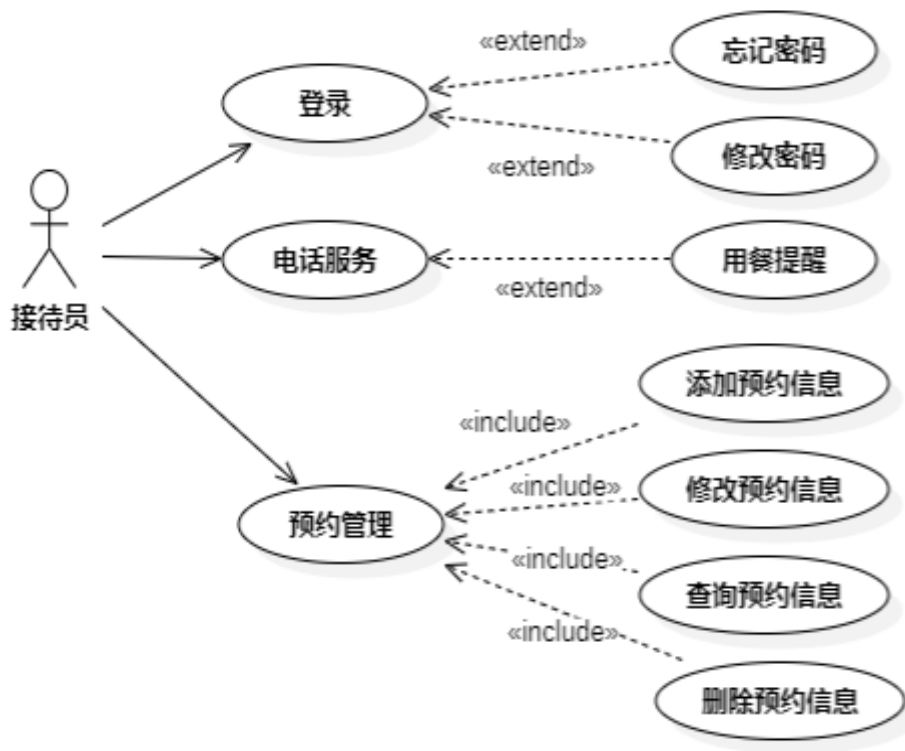 «extend»
忘记密码
登录
«extend»
修改密码
接待员
电话服务
用餐提醒
«extend»
添加预约信息
«include»
修改预约信息
«include»
预约管理
«include»
查询预约信息
«include»
删除预约信息